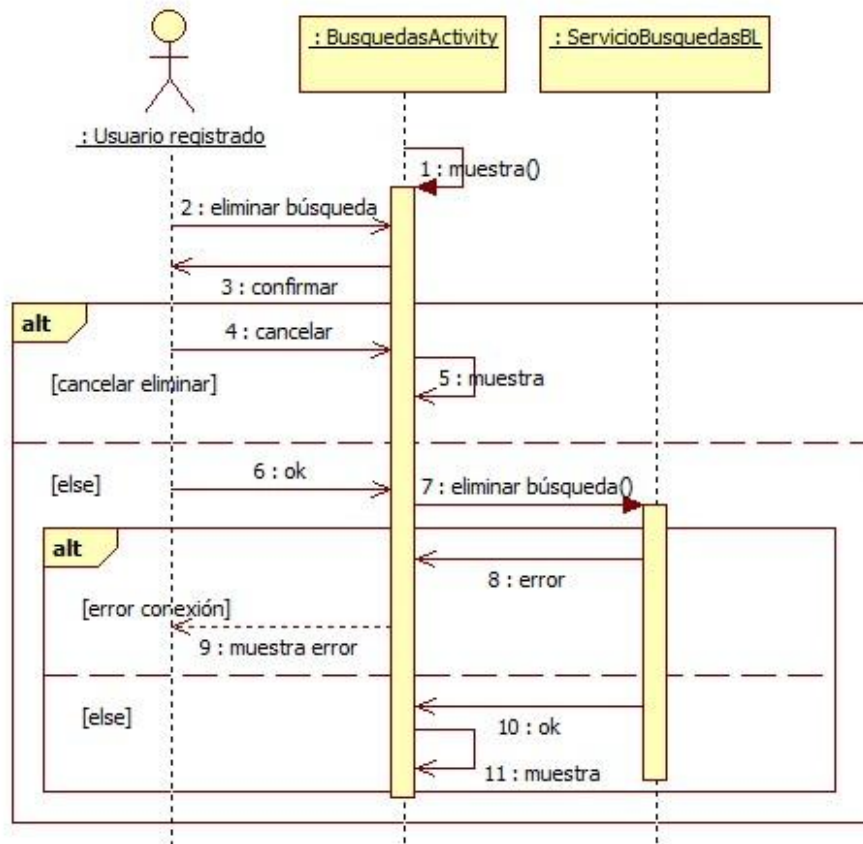 : BusquedasActivity
: ServicioBusquedasBL
: Usuario registrado
1 : muestra()
2 : eliminar búsqueda
3 : confirmar
alt
4 : cancelar
5 : muestra
[cancelar eliminar]
6 : ok
[else]
7 : eliminar búsqueda()
alt
8 : error
[error conexión]
9 : muestra error
[else]
10 : ok
11 : muestra